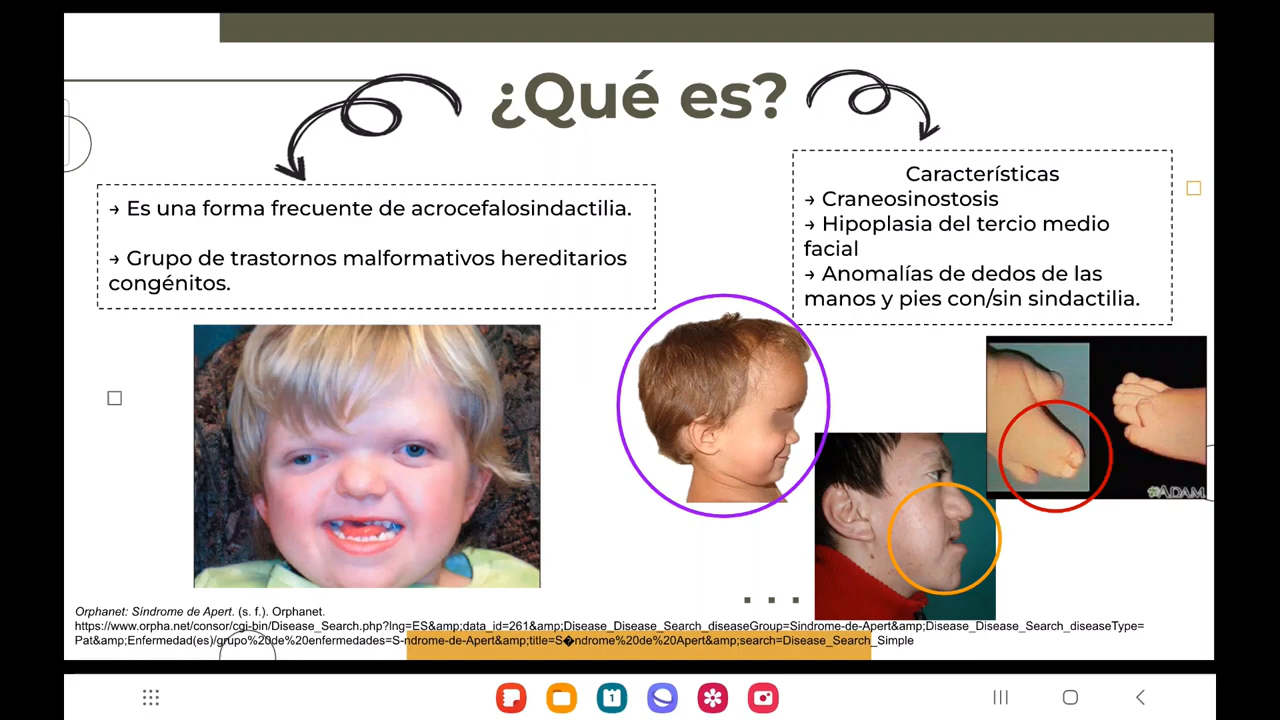 ¿Qué es?
→ Es una forma frecuente de acrocefalosindactilia.
→ Grupo de trastornos malformativos hereditarios
congénitos.
Características
→ Craneosinostosis
→ Hipoplasia del tercio medio
facial
→ Anomalías de dedos de las
manos y pies con/sin sindactilia.
ADAM
Orphanet: Síndrome de Apert. (s. f.). Orphanet.
https://www.orpha.net/consor/cgi-bin/Disease_Search.php?lng=ES&amp;data_id=261&amp;Disease_Disease_Search_diseaseGroup=Sindrome-de-Apert&amp;Disease_Disease_Search_diseaseType=
Pat&amp;Enfermedad(es)/grupo%20de%20enfermedades=S-ndrome-de-Apert&amp;title=S�ndrome%20de%20Apert&amp;search=Disease_Search_Simple
1